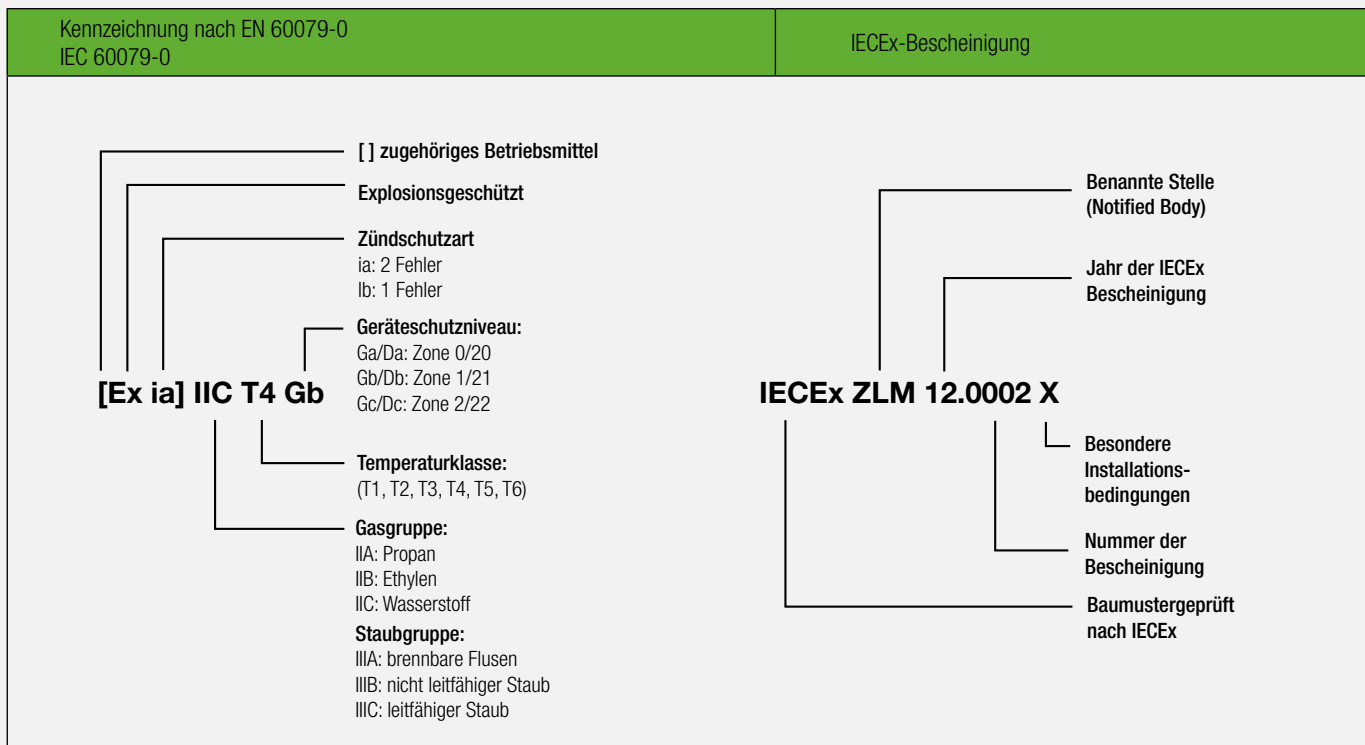 Kennzeichnung nach EN 60079-0
IEC 60079-0
IECEx-Bescheinigung
[ ] zugehöriges Betriebsmittel
Explosionsgeschützt
Zündschutzart
ia: 2 Fehler
Ib: 1 Fehler
Geräteschutzniveau:
Ga/Da: Zone 0/20
Gb/Db: Zone 1/21
Gc/Dc: Zone 2/22
[Ex ia] IIC T4 Gb
Temperaturklasse:
(T1, T2, T3, T4, T5, T6)
Gasgruppe:
IIA: Propan
IIB: Ethylen
IIC: Wasserstoff
Staubgruppe:
IIIA: brennbare Flusen
IIIB: nicht leitfähiger Staub
IIIC: leitfähiger Staub
Benannte Stelle
(Notified Body)
Jahr der IECEx
Bescheinigung
IECEx ZLM 12.0002 X
Besondere
Installations-
bedingungen
Nummer der
Bescheinigung
Baumustergeprüft
nach IECEx